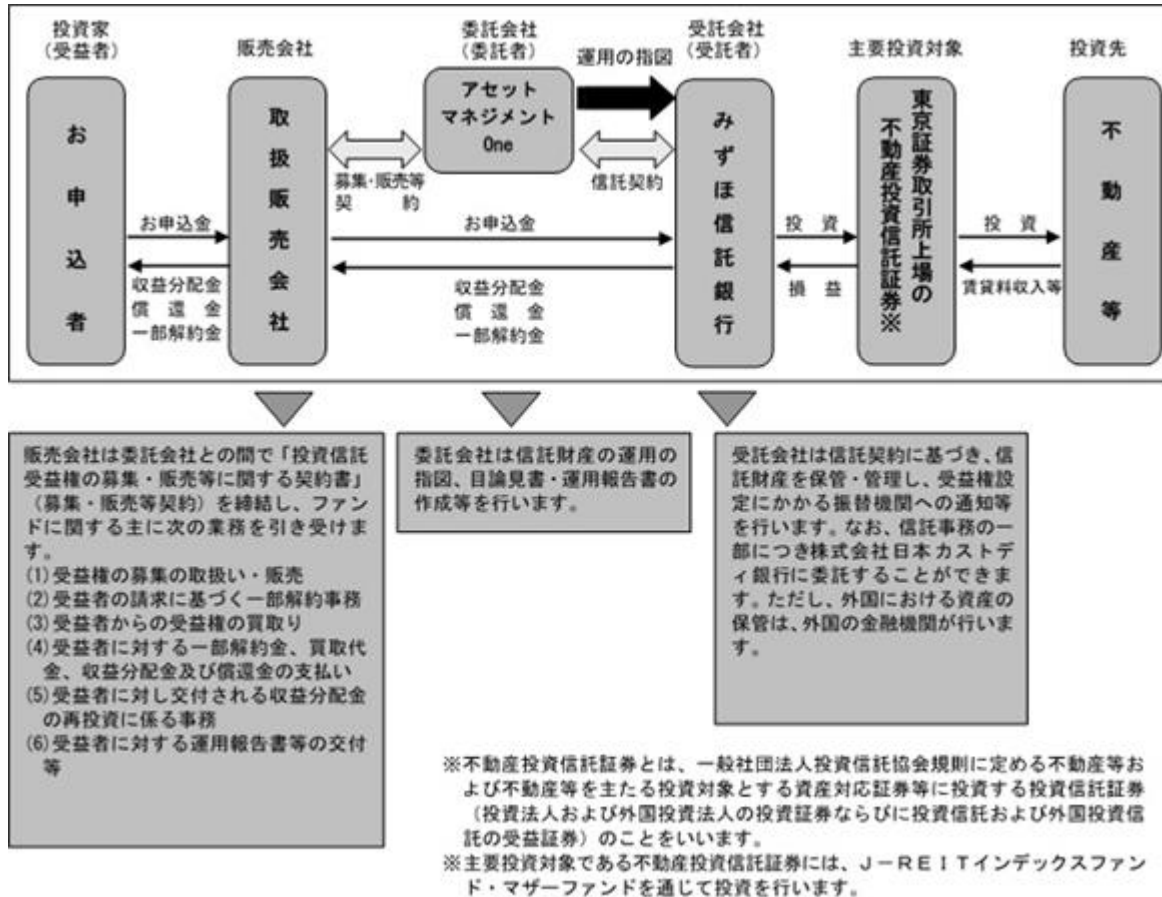 投資家
（受益者）
販売会社
委託会社
（委託者）
運用の指図
受託会社
（受託者）
主要投資対象
投資先
お申込者
取扱販売会社
アセット
マネジメント
One
みずほ信託銀行
東京証券取引所上場の
不動産投資信託証券※
不動産等
募集・販売等
契約
信託契約
お申込金
収益分配金
償還金
一部解約金
お申込金
収益分配金
償還金
一部解約金
投資
損益
投資
賃貸料収入等
販売会社は委託会社との間で「投資信託
受益権の募集・販売等に関する契約書」
（募集・販売等契約）を締結し、ファン
ドに関する主に次の業務を引き受けま
す。
(1)受益権の募集の取扱い・販売
(2)受益者の請求に基づく一部解約事務
(3)受益者からの受益権の買取り
(4)受益者に対する一部解約金、買取代
金、収益分配金及び償還金の支払い
(5)受益者に対し交付される収益分配金
の再投資に係る事務
(6)受益者に対する運用報告書等の交付
等
委託会社は信託財産の運用の
指図、目論見書・運用報告書の
作成等を行います。
受託会社は信託契約に基づき、信
託財産を保管・管理し、受益権設
定にかかる振替機関への通知等
を行います。なお、信託事務の一
部につき株式会社日本カストデ
ィ銀行に委託することができま
す。ただし、外国における資産の
保管は、外国の金融機関が行いま
す。
※不動産投資信託証券とは、一般社団法人投資信託協会規則に定める不動産等お
よび不動産等を主たる投資対象とする資産対応証券等に投資する投資信託証券
（投資法人および外国投資法人の投資証券ならびに投資信託および外国投資信
託の受益証券）のことをいいます。
※主要投資対象である不動産投資信託証券には、Ｊ－ＲＥＩＴインデックスファン
ド・マザーファンドを通じて投資を行います。